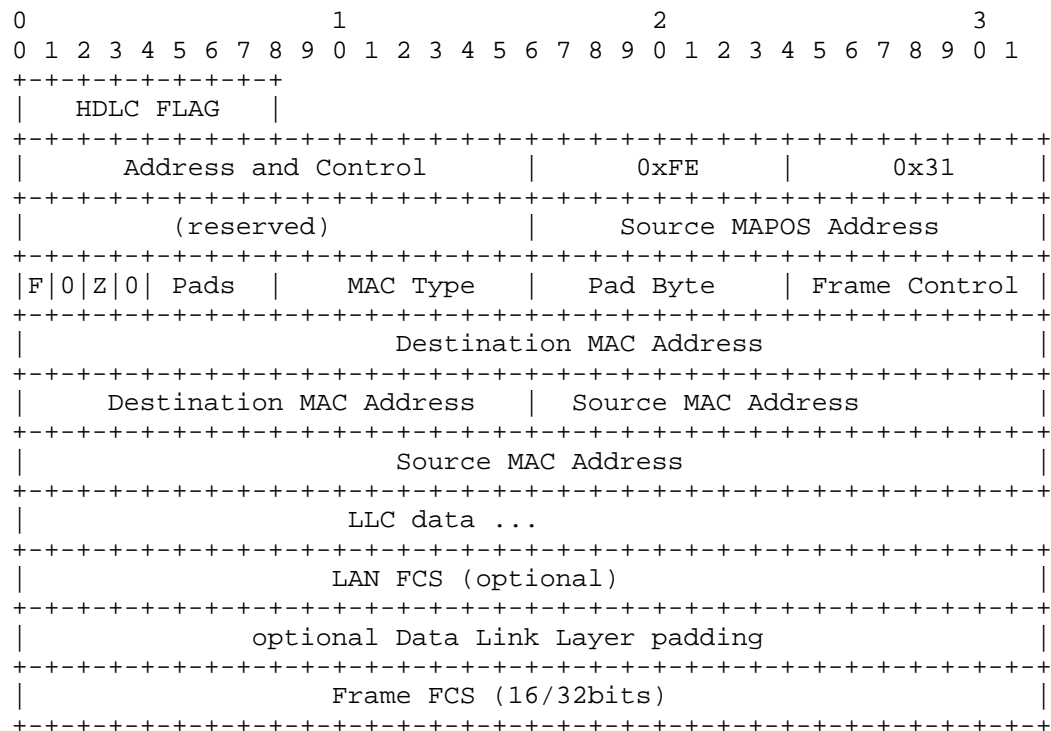 0                   1                   2                   3
0 1 2 3 4 5 6 7 8 9 0 1 2 3 4 5 6 7 8 9 0 1 2 3 4 5 6 7 8 9 0 1
+-+-+-+-+-+-+-+-+
|   HDLC FLAG   |
+-+-+-+-+-+-+-+-+-+-+-+-+-+-+-+-+-+-+-+-+-+-+-+-+-+-+-+-+-+-+-+-+
|      Address and Control      |      0xFE     |      0x31     |
+-+-+-+-+-+-+-+-+-+-+-+-+-+-+-+-+-+-+-+-+-+-+-+-+-+-+-+-+-+-+-+-+
|         (reserved)            |     Source MAPOS Address      |
+-+-+-+-+-+-+-+-+-+-+-+-+-+-+-+-+-+-+-+-+-+-+-+-+-+-+-+-+-+-+-+-+
|F|0|Z|0| Pads  |    MAC Type   |   Pad Byte    | Frame Control |
+-+-+-+-+-+-+-+-+-+-+-+-+-+-+-+-+-+-+-+-+-+-+-+-+-+-+-+-+-+-+-+-+
|                       Destination MAC Address                 |
+-+-+-+-+-+-+-+-+-+-+-+-+-+-+-+-+-+-+-+-+-+-+-+-+-+-+-+-+-+-+-+-+
|     Destination MAC Address   |  Source MAC Address           |
+-+-+-+-+-+-+-+-+-+-+-+-+-+-+-+-+-+-+-+-+-+-+-+-+-+-+-+-+-+-+-+-+
|                       Source MAC Address                      |
+-+-+-+-+-+-+-+-+-+-+-+-+-+-+-+-+-+-+-+-+-+-+-+-+-+-+-+-+-+-+-+-+
|                    LLC data ...
+-+-+-+-+-+-+-+-+-+-+-+-+-+-+-+-+-+-+-+-+-+-+-+-+-+-+-+-+-+-+-+-+
|                   LAN FCS (optional)                          |
+-+-+-+-+-+-+-+-+-+-+-+-+-+-+-+-+-+-+-+-+-+-+-+-+-+-+-+-+-+-+-+-+
|              optional Data Link Layer padding                 |
+-+-+-+-+-+-+-+-+-+-+-+-+-+-+-+-+-+-+-+-+-+-+-+-+-+-+-+-+-+-+-+-+
|                   Frame FCS (16/32bits)                       |
+-+-+-+-+-+-+-+-+-+-+-+-+-+-+-+-+-+-+-+-+-+-+-+-+-+-+-+-+-+-+-+-+